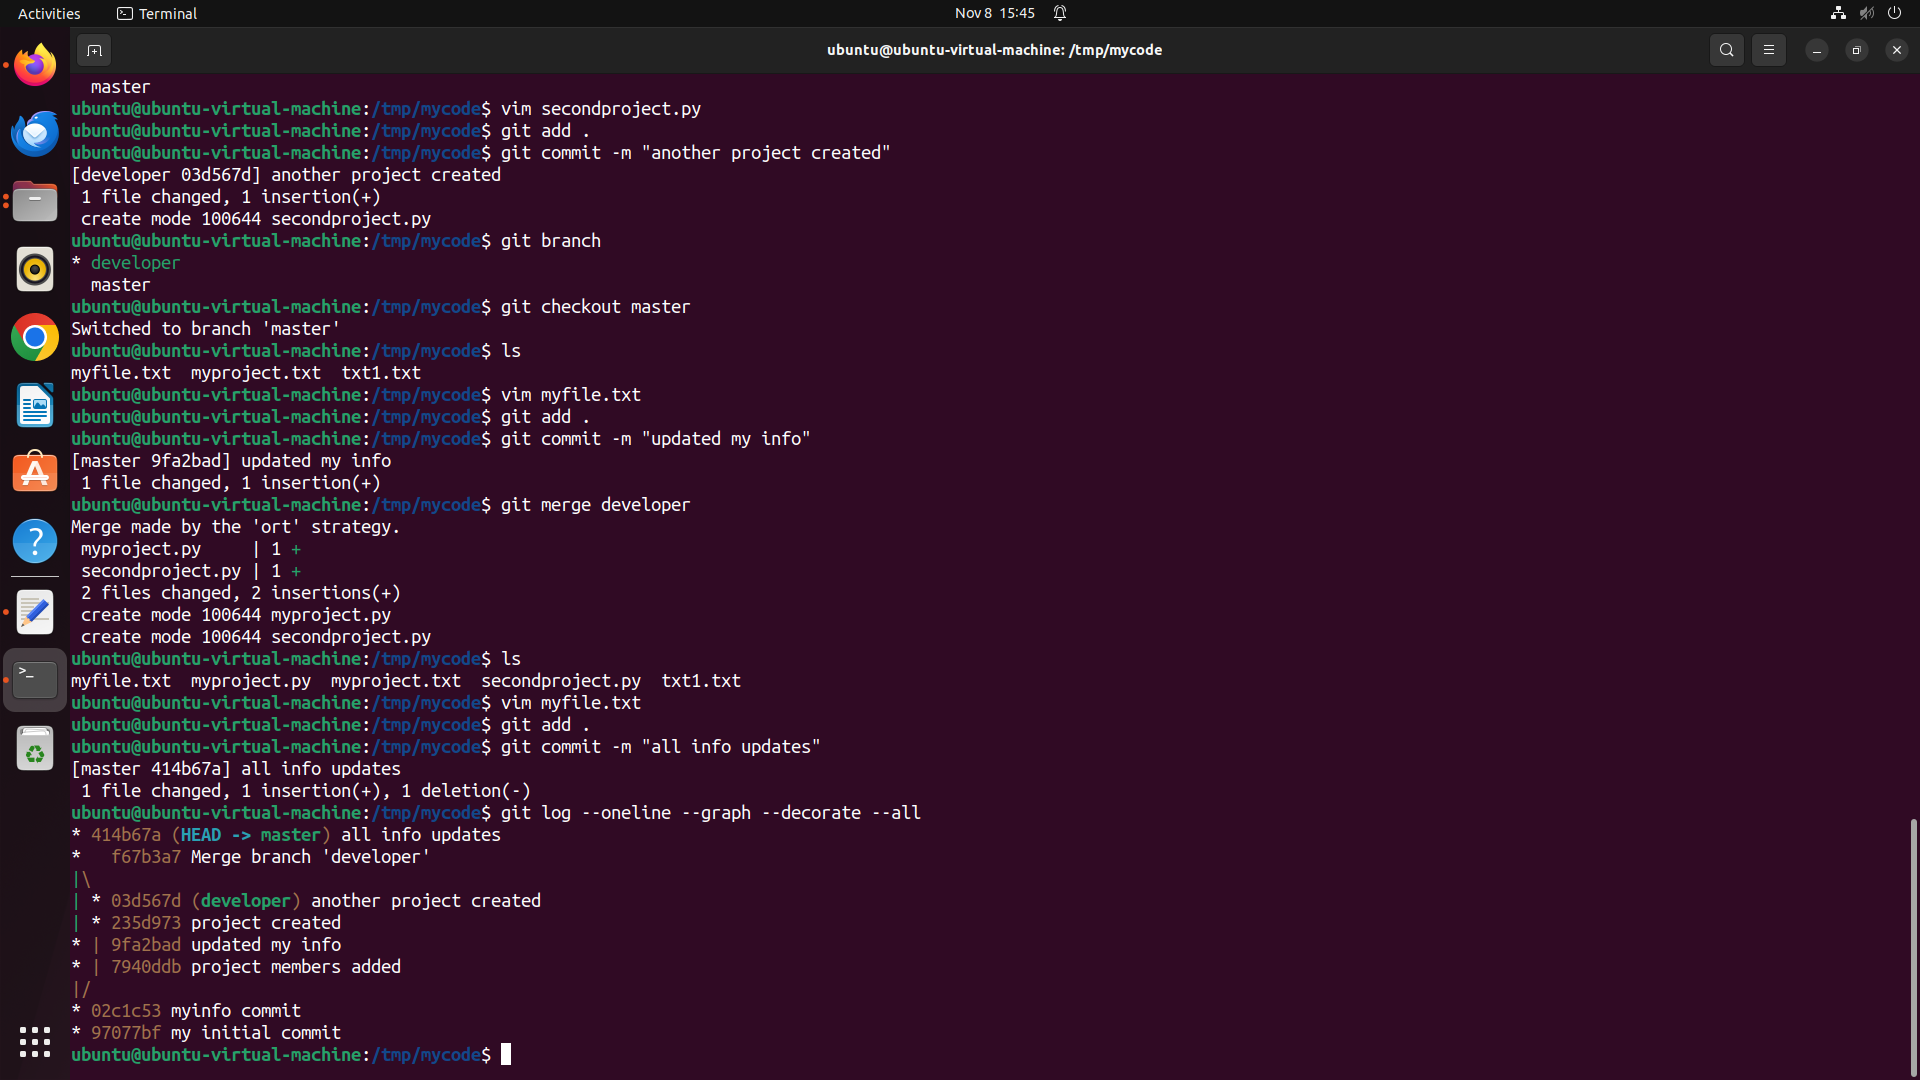 Activities Terminal Nov 8 15:45
ubuntu@ubuntu-virtual-machine: /tmp/mycode
  master
ubuntu@ubuntu-virtual-machine:/tmp/mycode$ vim secondproject.py
ubuntu@ubuntu-virtual-machine:/tmp/mycode$ git add .
ubuntu@ubuntu-virtual-machine:/tmp/mycode$ git commit -m "another project created"
[developer 03d567d] another project created
 1 file changed, 1 insertion(+)
 create mode 100644 secondproject.py
ubuntu@ubuntu-virtual-machine:/tmp/mycode$ git branch
* developer
  master
ubuntu@ubuntu-virtual-machine:/tmp/mycode$ git checkout master
Switched to branch 'master'
ubuntu@ubuntu-virtual-machine:/tmp/mycode$ ls
myfile.txt  myproject.txt  txt1.txt
ubuntu@ubuntu-virtual-machine:/tmp/mycode$ vim myfile.txt
ubuntu@ubuntu-virtual-machine:/tmp/mycode$ git add .
ubuntu@ubuntu-virtual-machine:/tmp/mycode$ git commit -m "updated my info"
[master 9fa2bad] updated my info
 1 file changed, 1 insertion(+)
ubuntu@ubuntu-virtual-machine:/tmp/mycode$ git merge developer
Merge made by the 'ort' strategy.
 myproject.py     | 1 +
 secondproject.py | 1 +
 2 files changed, 2 insertions(+)
 create mode 100644 myproject.py
 create mode 100644 secondproject.py
ubuntu@ubuntu-virtual-machine:/tmp/mycode$ ls
myfile.txt  myproject.py  myproject.txt  secondproject.py  txt1.txt
ubuntu@ubuntu-virtual-machine:/tmp/mycode$ vim myfile.txt
ubuntu@ubuntu-virtual-machine:/tmp/mycode$ git add .
ubuntu@ubuntu-virtual-machine:/tmp/mycode$ git commit -m "all info updates"
[master 414b67a] all info updates
 1 file changed, 1 insertion(+), 1 deletion(-)
ubuntu@ubuntu-virtual-machine:/tmp/mycode$ git log --oneline --graph --decorate --all
* 414b67a (HEAD -> master) all info updates
*   f67b3a7 Merge branch 'developer'
|\
| * 03d567d (developer) another project created
| * 235d973 project created
* | 9fa2bad updated my info
* | 7940ddb project members added
|/
* 02c1c53 myinfo commit
* 97077bf my initial commit
ubuntu@ubuntu-virtual-machine:/tmp/mycode$